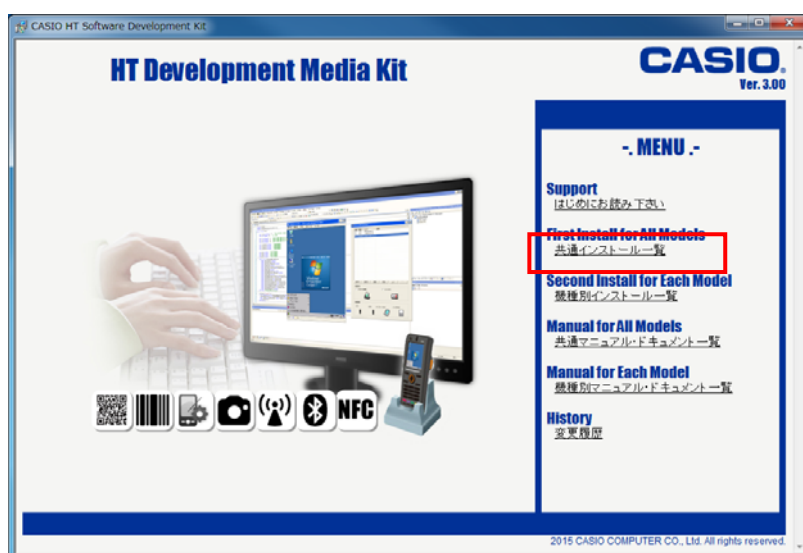 CASIO HT Software Development Kit
HT Development Media Kit
CASIO.
Ver. 3.00
-. MENU .-
Support
はじめにお読み下さい
First Install for All Models
共通インストール一覧
Second Install for Each Model
機種別インストール一覧
Manual for All Models
共通マニュアル・ドキュメント一覧
Manual for Each Model
機種別マニュアル・ドキュメント一覧
History
変更履歴
NFC
2015 CASIO COMPUTER CO., Ltd. All rights reserved.